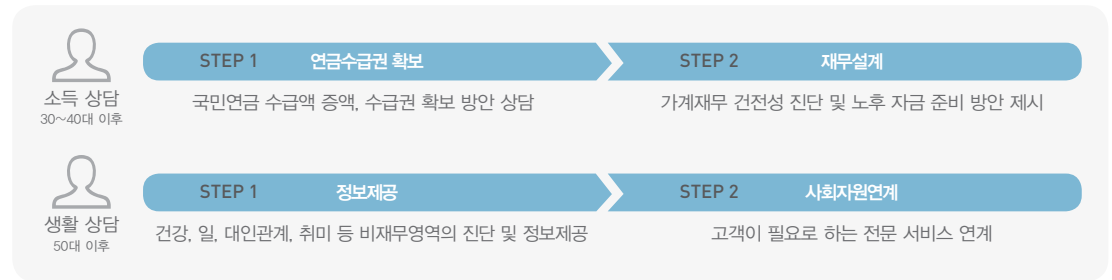 STEP 1 연금수급권 확보
STEP 2 재무설계
소득 상담
30~40대 이후
국민연금 수급액 증액, 수급권 확보 방안 상담
가계재무 건전성 진단 및 노후 자금 준비 방안 제시
STEP 1 정보제공
STEP 2 사회자원연계
생활 상담
50대 이후
건강, 일, 대인관계, 취미 등 비재무영역의 진단 및 정보제공
고객이 필요로 하는 전문 서비스 연계